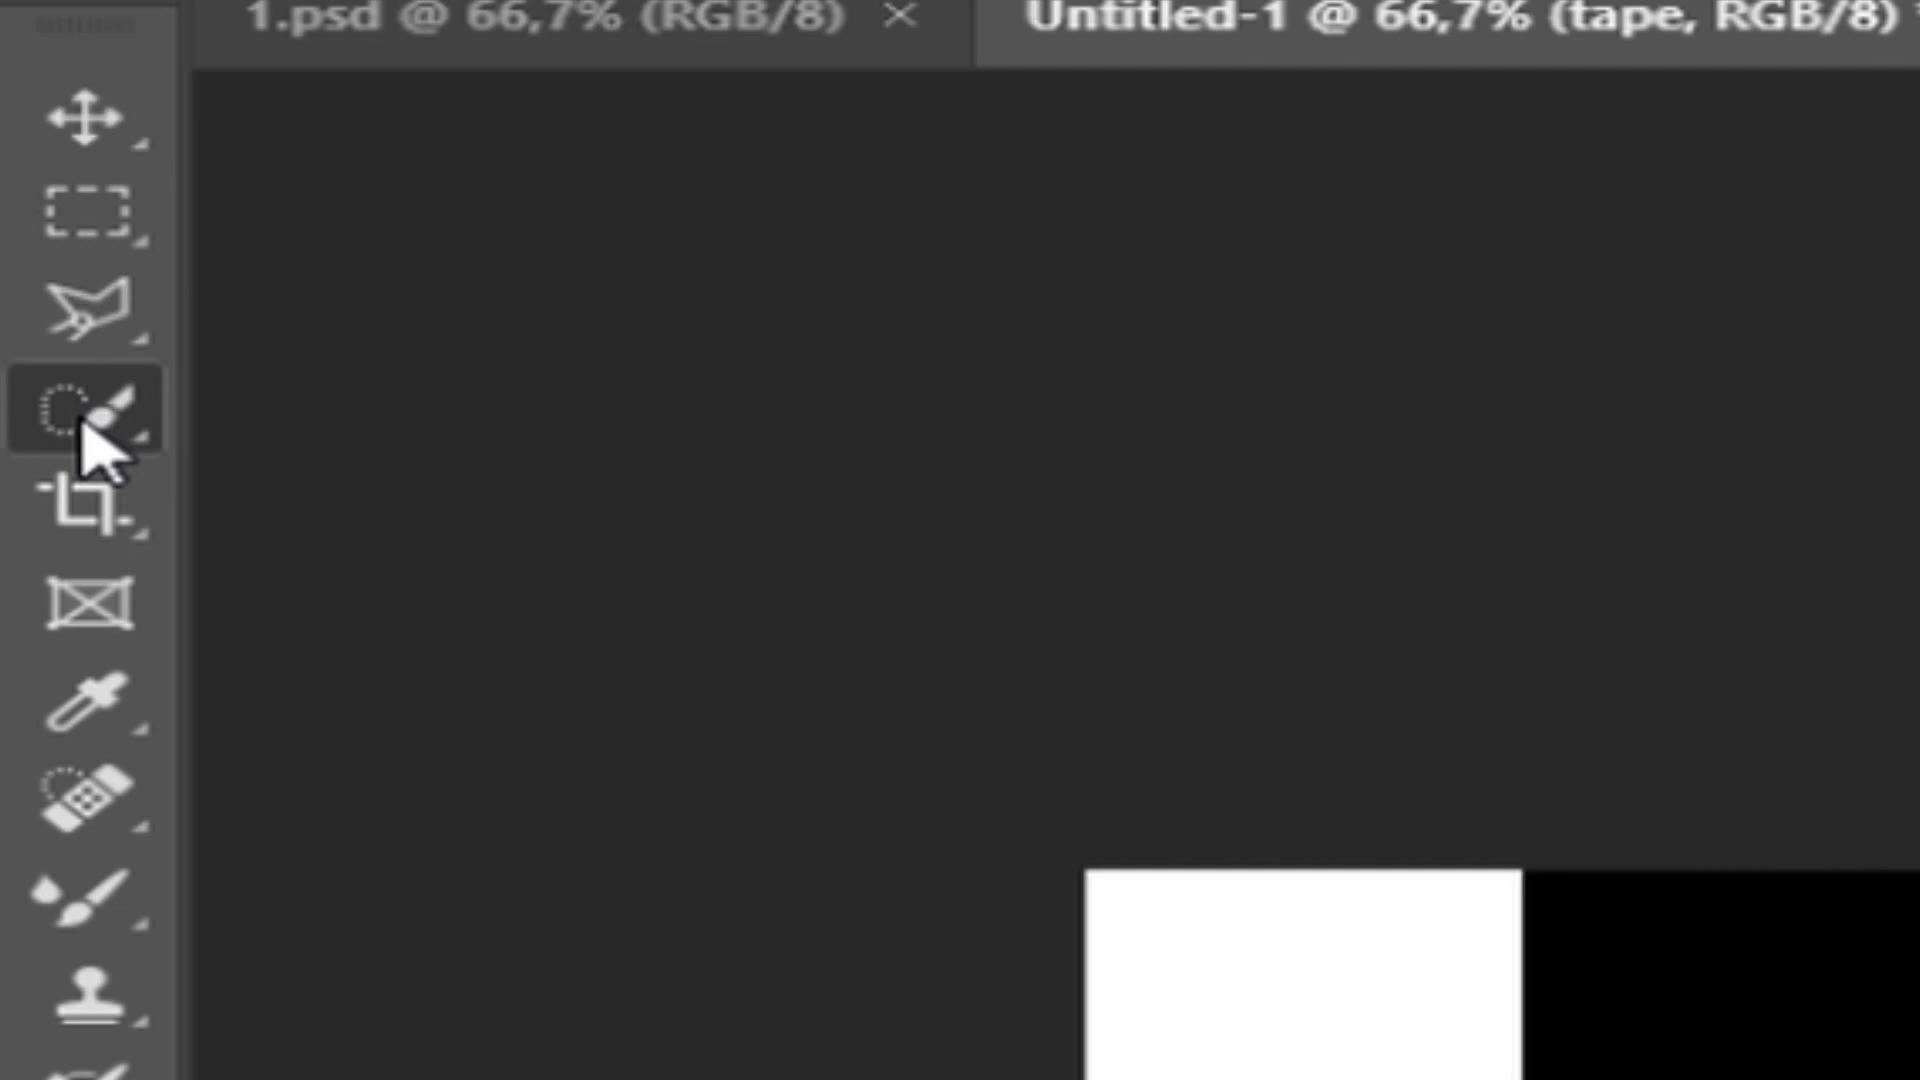 1.psd @ 66,7% (RGB/8) ×
Untitled-1 @ 66,7% (tape, RGB/8) *